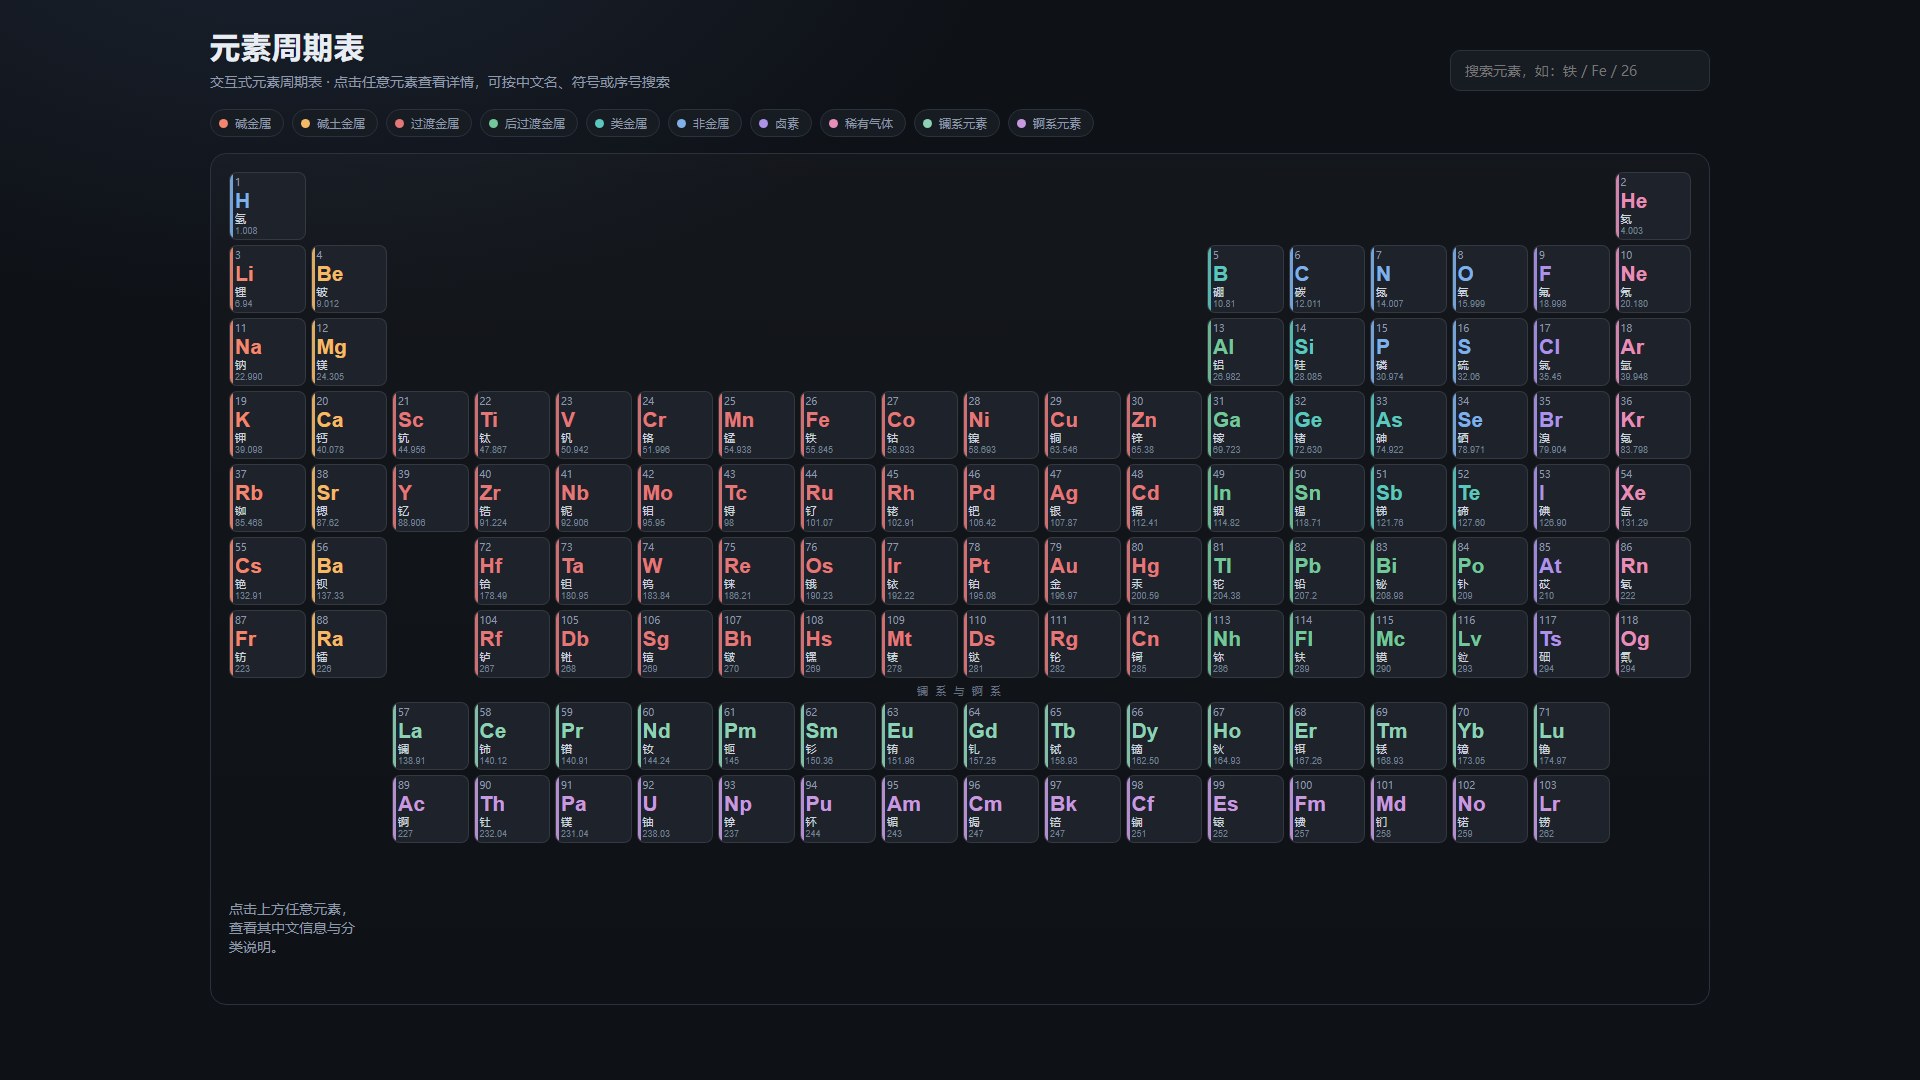 元素周期表
交互式元素周期表 · 点击任意元素查看详情，可按中文名、符号或序号搜索
搜索元素，如：铁 / Fe / 26
碱金属 碱土金属 过渡金属 后过渡金属 类金属 非金属 卤素 稀有气体 镧系元素 锕系元素
1 2
H He
氢 氦
1.008 4.003
3 4 5 6 7 8 9 10
Li Be B C N O F Ne
锂 铍 硼 碳 氮 氧 氟 氖
6.94 9.012 10.81 12.011 14.007 15.999 18.998 20.180
11 12 13 14 15 16 17 18
Na Mg Al Si P S Cl Ar
钠 镁 铝 硅 磷 硫 氯 氩
22.990 24.305 26.982 28.085 30.974 32.06 35.45 39.948
19 20 21 22 23 24 25 26 27 28 29 30 31 32 33 34 35 36
K Ca Sc Ti V Cr Mn Fe Co Ni Cu Zn Ga Ge As Se Br Kr
钾 钙 钪 钛 钒 铬 锰 铁 钴 镍 铜 锌 镓 锗 砷 硒 溴 氪
39.098 40.078 44.956 47.867 50.942 51.996 54.938 55.845 58.933 58.693 63.546 65.38 69.723 72.630 74.922 78.971 79.904 83.798
37 38 39 40 41 42 43 44 45 46 47 48 49 50 51 52 53 54
Rb Sr Y Zr Nb Mo Tc Ru Rh Pd Ag Cd In Sn Sb Te I Xe
铷 锶 钇 锆 铌 钼 锝 钌 铑 钯 银 镉 铟 锡 锑 碲 碘 氙
85.468 87.62 88.906 91.224 92.906 95.95 98 101.07 102.91 106.42 107.87 112.41 114.82 118.71 121.76 127.60 126.90 131.29
55 56 72 73 74 75 76 77 78 79 80 81 82 83 84 85 86
Cs Ba Hf Ta W Re Os Ir Pt Au Hg Tl Pb Bi Po At Rn
铯 钡 铪 钽 钨 铼 锇 铱 铂 金 汞 铊 铅 铋 钋 砹 氡
132.91 137.33 178.49 180.95 183.84 186.21 190.23 192.22 195.08 196.97 200.59 204.38 207.2 208.98 209 210 222
87 88 104 105 106 107 108 109 110 111 112 113 114 115 116 117 118
Fr Ra Rf Db Sg Bh Hs Mt Ds Rg Cn Nh Fl Mc Lv Ts Og
钫 镭 𬬻 𬭊 𬭳 𬭛 𬭶 鿏 𫟼 𬬭 鿔 鿭 𫓧 镆 𫟷 鿬 鿫
223 226 267 268 269 270 269 278 281 282 285 286 289 290 293 294 294
镧系与锕系
57 58 59 60 61 62 63 64 65 66 67 68 69 70 71
La Ce Pr Nd Pm Sm Eu Gd Tb Dy Ho Er Tm Yb Lu
镧 铈 镨 钕 钷 钐 铕 钆 铽 镝 钬 铒 铥 镱 镥
138.91 140.12 140.91 144.24 145 150.36 151.96 157.25 158.93 162.50 164.93 167.26 168.93 173.05 174.97
89 90 91 92 93 94 95 96 97 98 99 100 101 102 103
Ac Th Pa U Np Pu Am Cm Bk Cf Es Fm Md No Lr
锕 钍 镤 铀 镎 钚 镅 锔 锫 锎 锿 镄 钔 锘 铹
227 232.04 231.04 238.03 237 244 243 247 247 251 252 257 258 259 262
点击上方任意元素，
查看其中文信息与分
类说明。